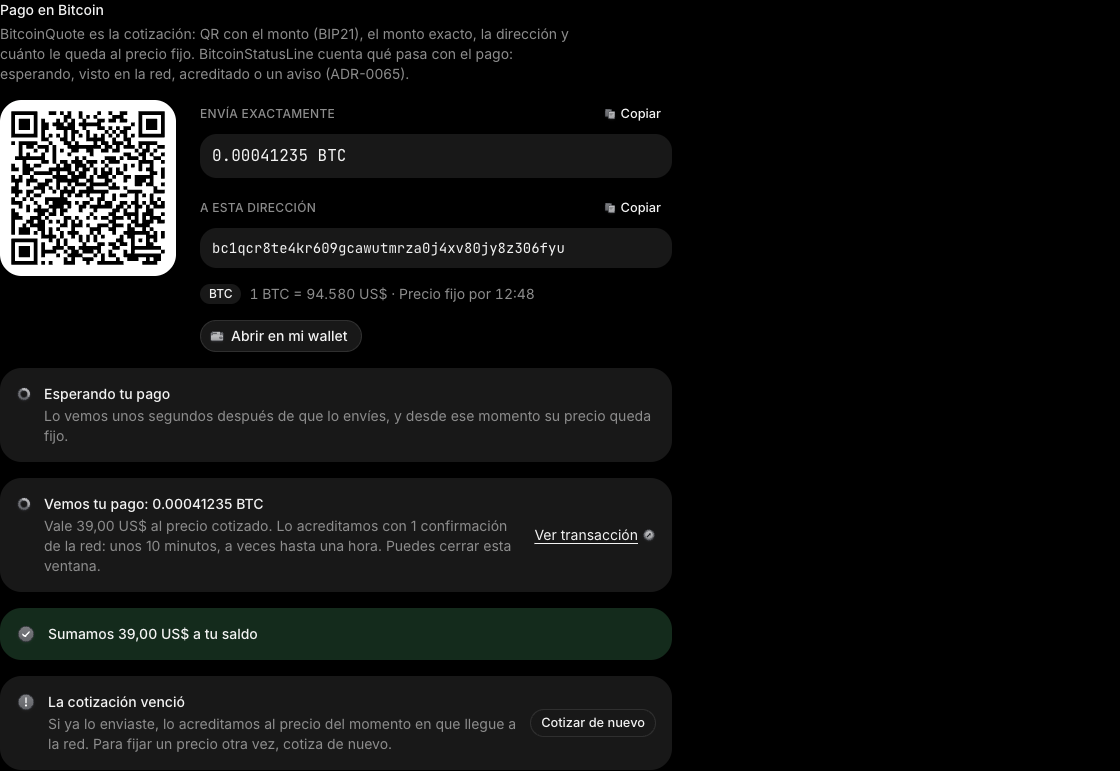 Pago en Bitcoin
BitcoinQuote es la cotización: QR con el monto (BIP21), el monto exacto, la dirección y
cuánto le queda al precio fijo. BitcoinStatusLine cuenta qué pasa con el pago:
esperando, visto en la red, acreditado o un aviso (ADR-0065).
ENVÍA EXACTAMENTE
Copiar
0.00041235 BTC
A ESTA DIRECCIÓN
Copiar
bc1qcr8te4kr609gcawutmrza0j4xv80jy8z306fyu
BTC 1 BTC = 94.580 US$ · Precio fijo por 12:48
Abrir en mi wallet
Esperando tu pago
Lo vemos unos segundos después de que lo envíes, y desde ese momento su precio queda
fijo.
Vemos tu pago: 0.00041235 BTC
Vale 39,00 US$ al precio cotizado. Lo acreditamos con 1 confirmación
de la red: unos 10 minutos, a veces hasta una hora. Puedes cerrar esta
ventana.
Ver transacción
Sumamos 39,00 US$ a tu saldo
La cotización venció
Si ya lo enviaste, lo acreditamos al precio del momento en que llegue a
la red. Para fijar un precio otra vez, cotiza de nuevo.
Cotizar de nuevo